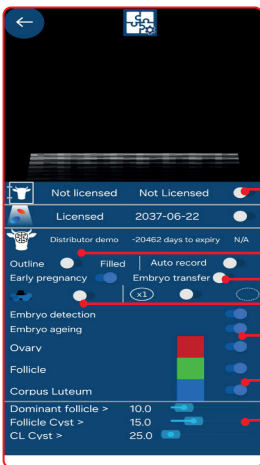 Not licensed Not Licensed
Licensed 2037-06-22
Distributor demo -20462 days to expiry N/A
Outline Filled Auto record
Early pregnancy Embryo transfer
x1
Embryo detection
Embryo ageing
Ovary
Follicle
Corpus Luteum
Dominant follicle > 10.0
Follicle Cyst > 15.0
CL Cyst > 25.0